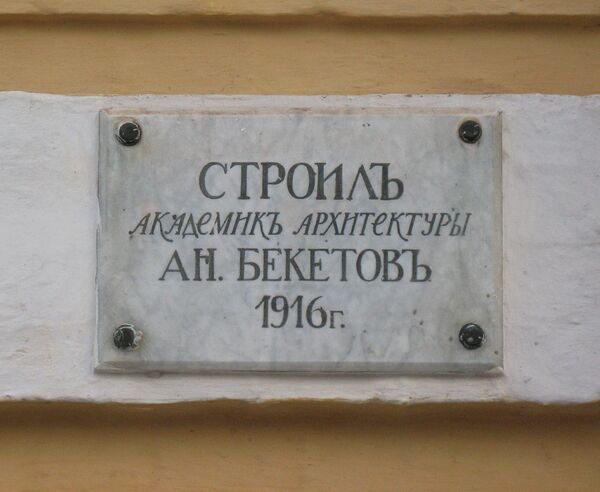 СТРОИЛЪ
АКАДЕМИКЪ АРХИТЕКТУРЫ
АН. БЕКЕТОВЪ
1916г.